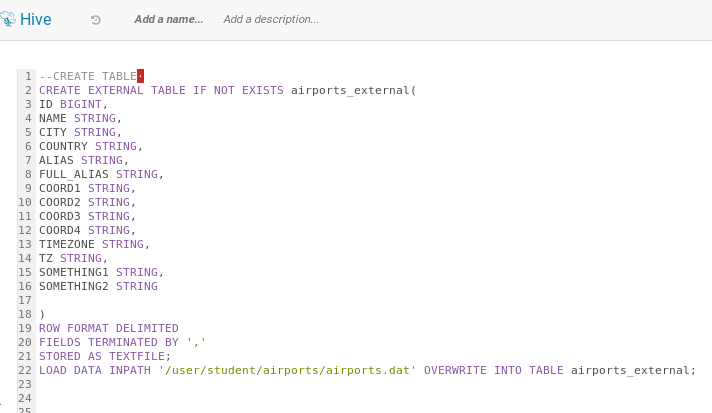 Hive
Add a name... Add a description...
1 --CREATE TABLE·
2 CREATE EXTERNAL TABLE IF NOT EXISTS airports_external(
3 ID BIGINT,
4 NAME STRING,
5 CITY STRING,
6 COUNTRY STRING,
7 ALIAS STRING,
8 FULL_ALIAS STRING,
9 COORD1 STRING,
10 COORD2 STRING,
11 COORD3 STRING,
12 COORD4 STRING,
13 TIMEZONE STRING,
14 TZ STRING,
15 SOMETHING1 STRING,
16 SOMETHING2 STRING
17
18 )
19 ROW FORMAT DELIMITED
20 FIELDS TERMINATED BY ','
21 STORED AS TEXTFILE;
22 LOAD DATA INPATH '/user/student/airports/airports.dat' OVERWRITE INTO TABLE airports_external;
23
24
25